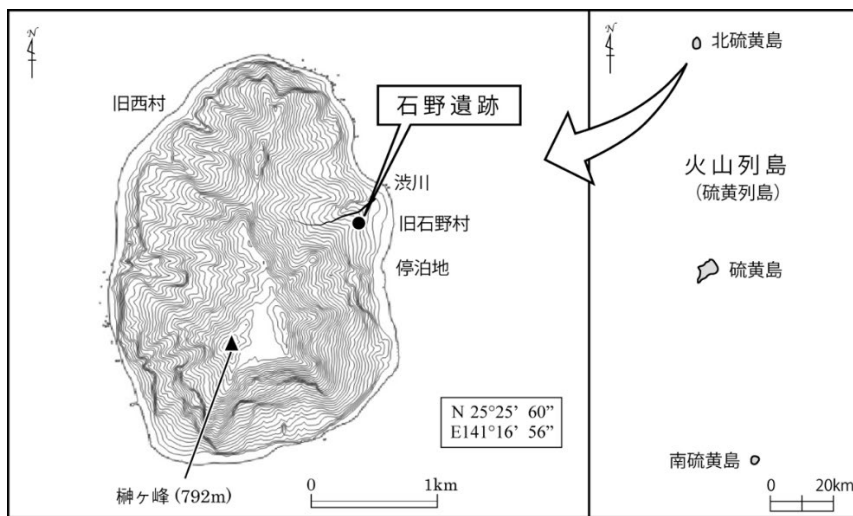 N
旧西村
石野遺跡
渋川
旧石野村
停泊地
N 25°25’ 60”
E141°16’ 56”
榊ヶ峰 (792m)
0
1km
N
北硫黄島
火山列島
(硫黄列島)
硫黄島
南硫黄島
0
20km